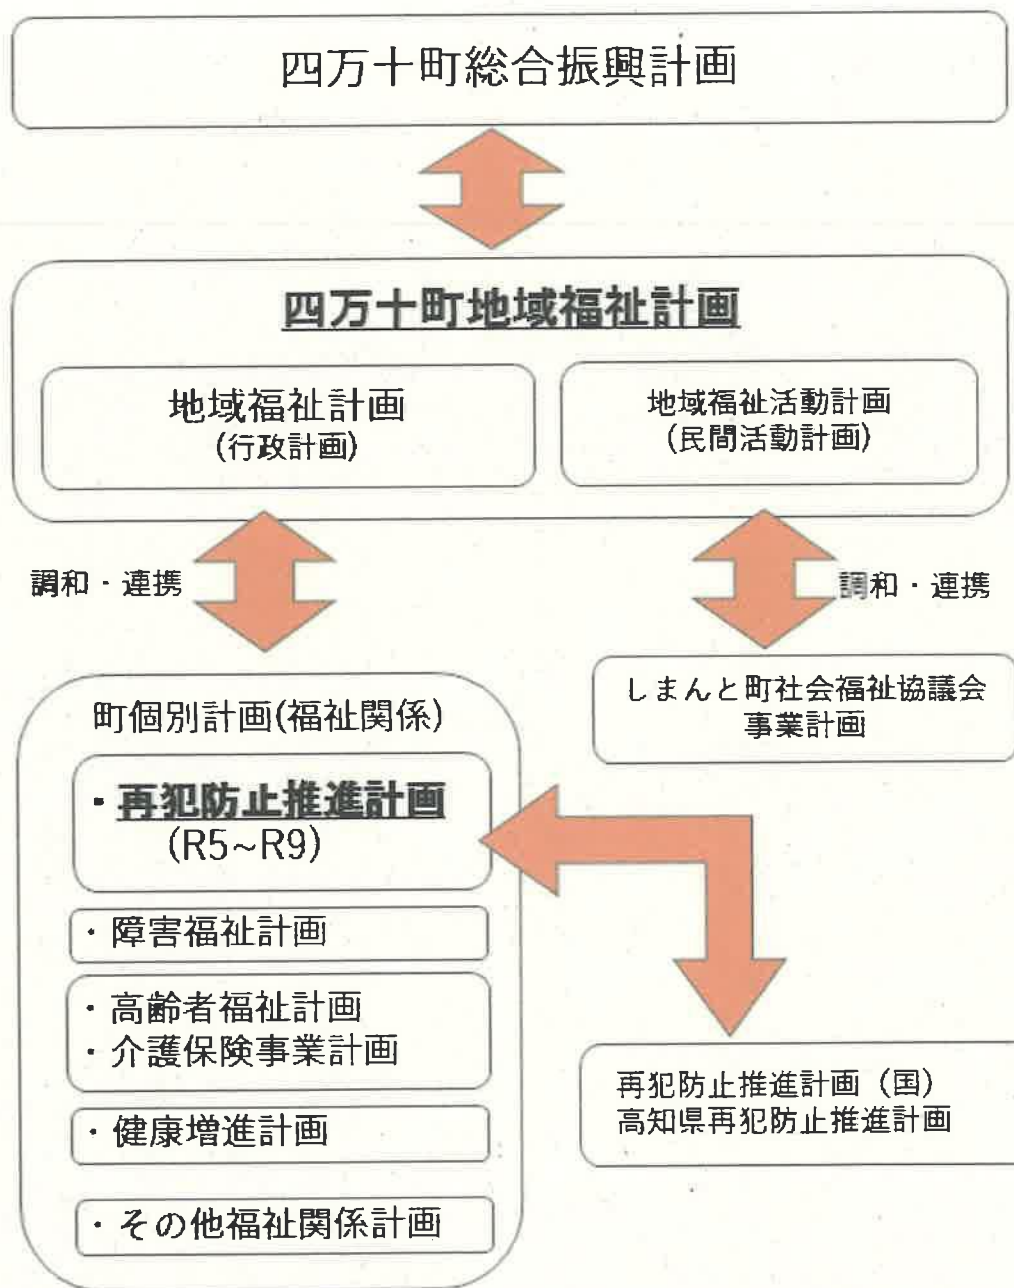 四万十町総合振興計画
四万十町地域福祉計画
地域福祉計画
(行政計画)
地域福祉活動計画
(民間活動計画)
調和・連携
調和・連携
町個別計画(福祉関係)
しまんと町社会福祉協議会
事業計画
・再犯防止推進計画
(R5~R9)
・障害福祉計画
・高齢者福祉計画
・介護保険事業計画
・健康増進計画
・その他福祉関係計画
再犯防止推進計画（国）
高知県再犯防止推進計画